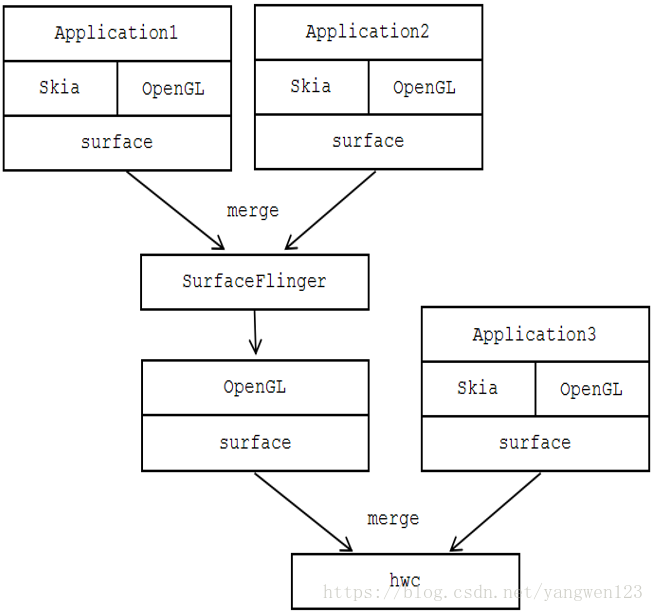 Application1
Application2
Skia
OpenGL
Skia
OpenGL
surface
surface
merge
SurfaceFlinger
Application3
OpenGL
Skia
OpenGL
surface
surface
merge
hwc
https://blog.csdn.net/yangwen123